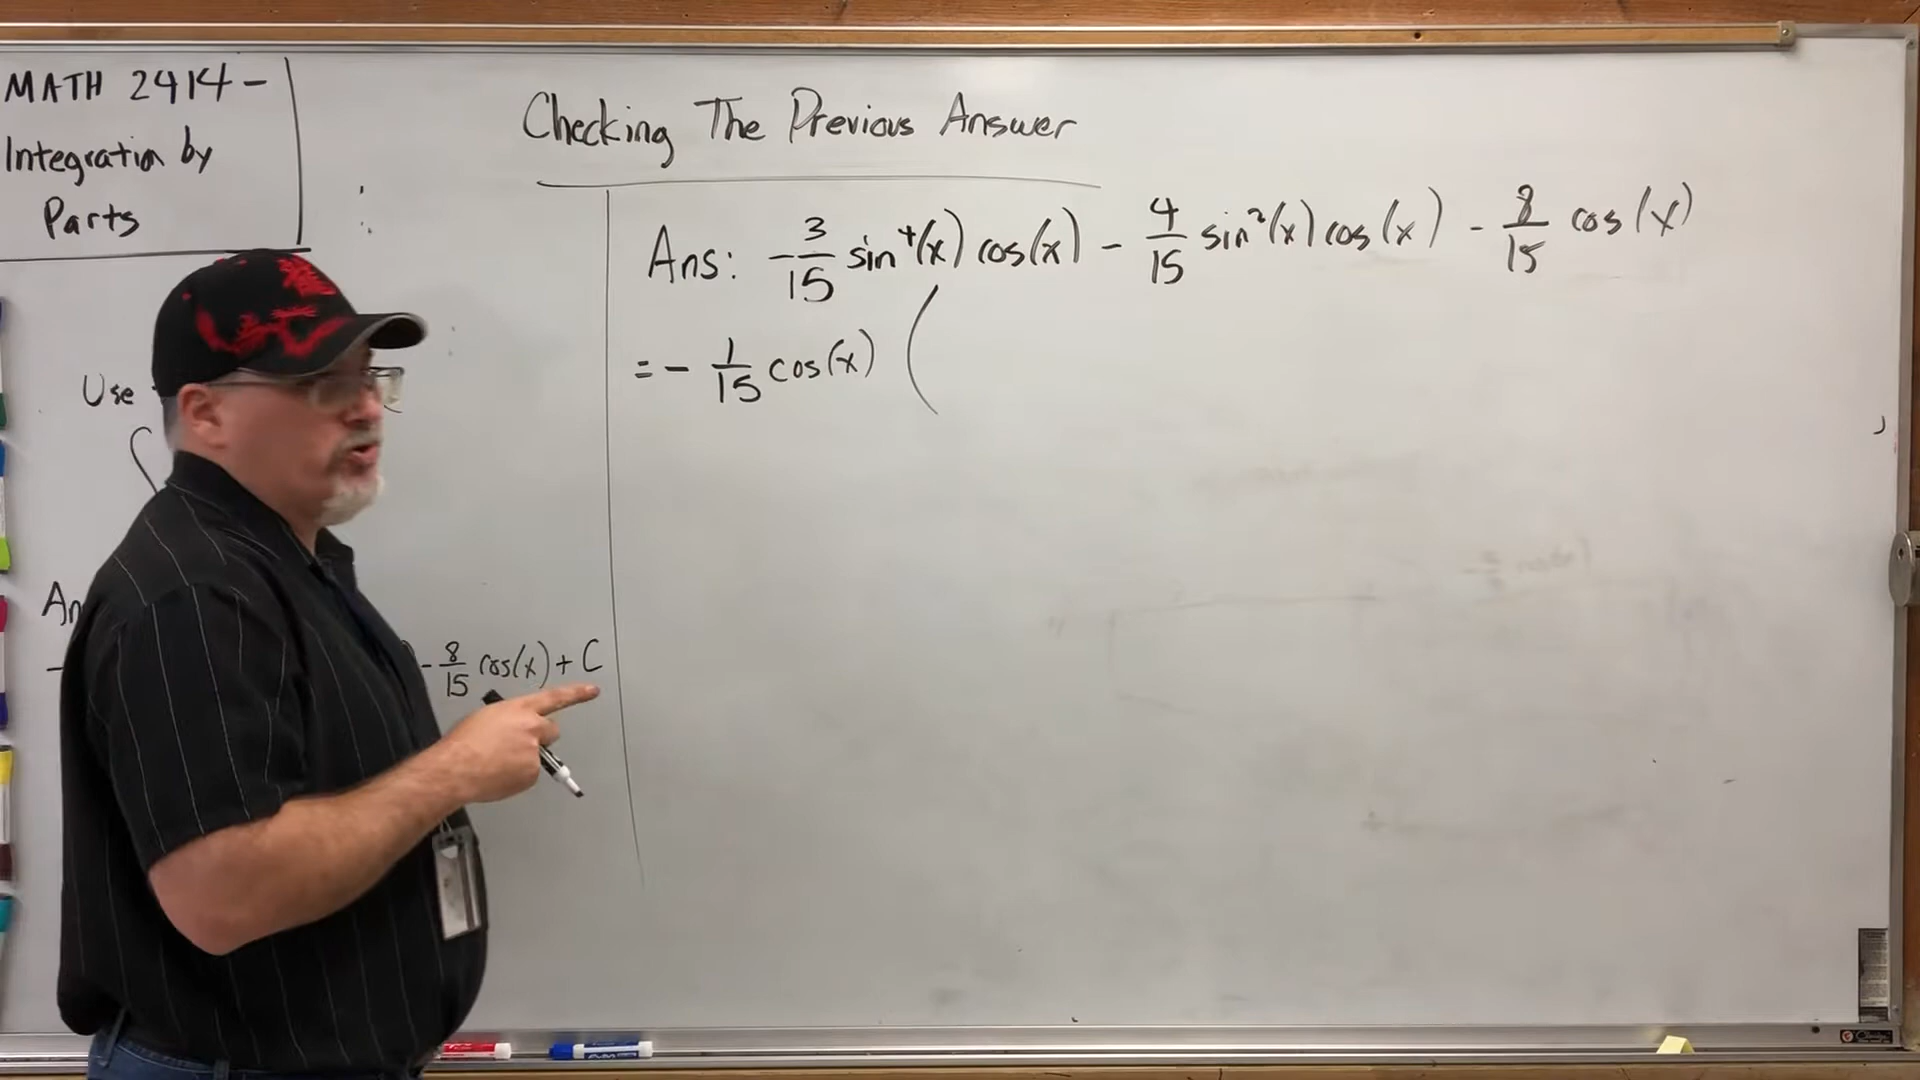 MATH 2414 -
Integration by
Parts
Checking The Previous Answer
Ans: -3/15 sin⁴(x) cos(x) - 4/15 sin²(x) cos(x) - 8/15 cos(x)
= - 1/15 cos(x) (
Use
∫
An
- 8/15 cos(x) + C